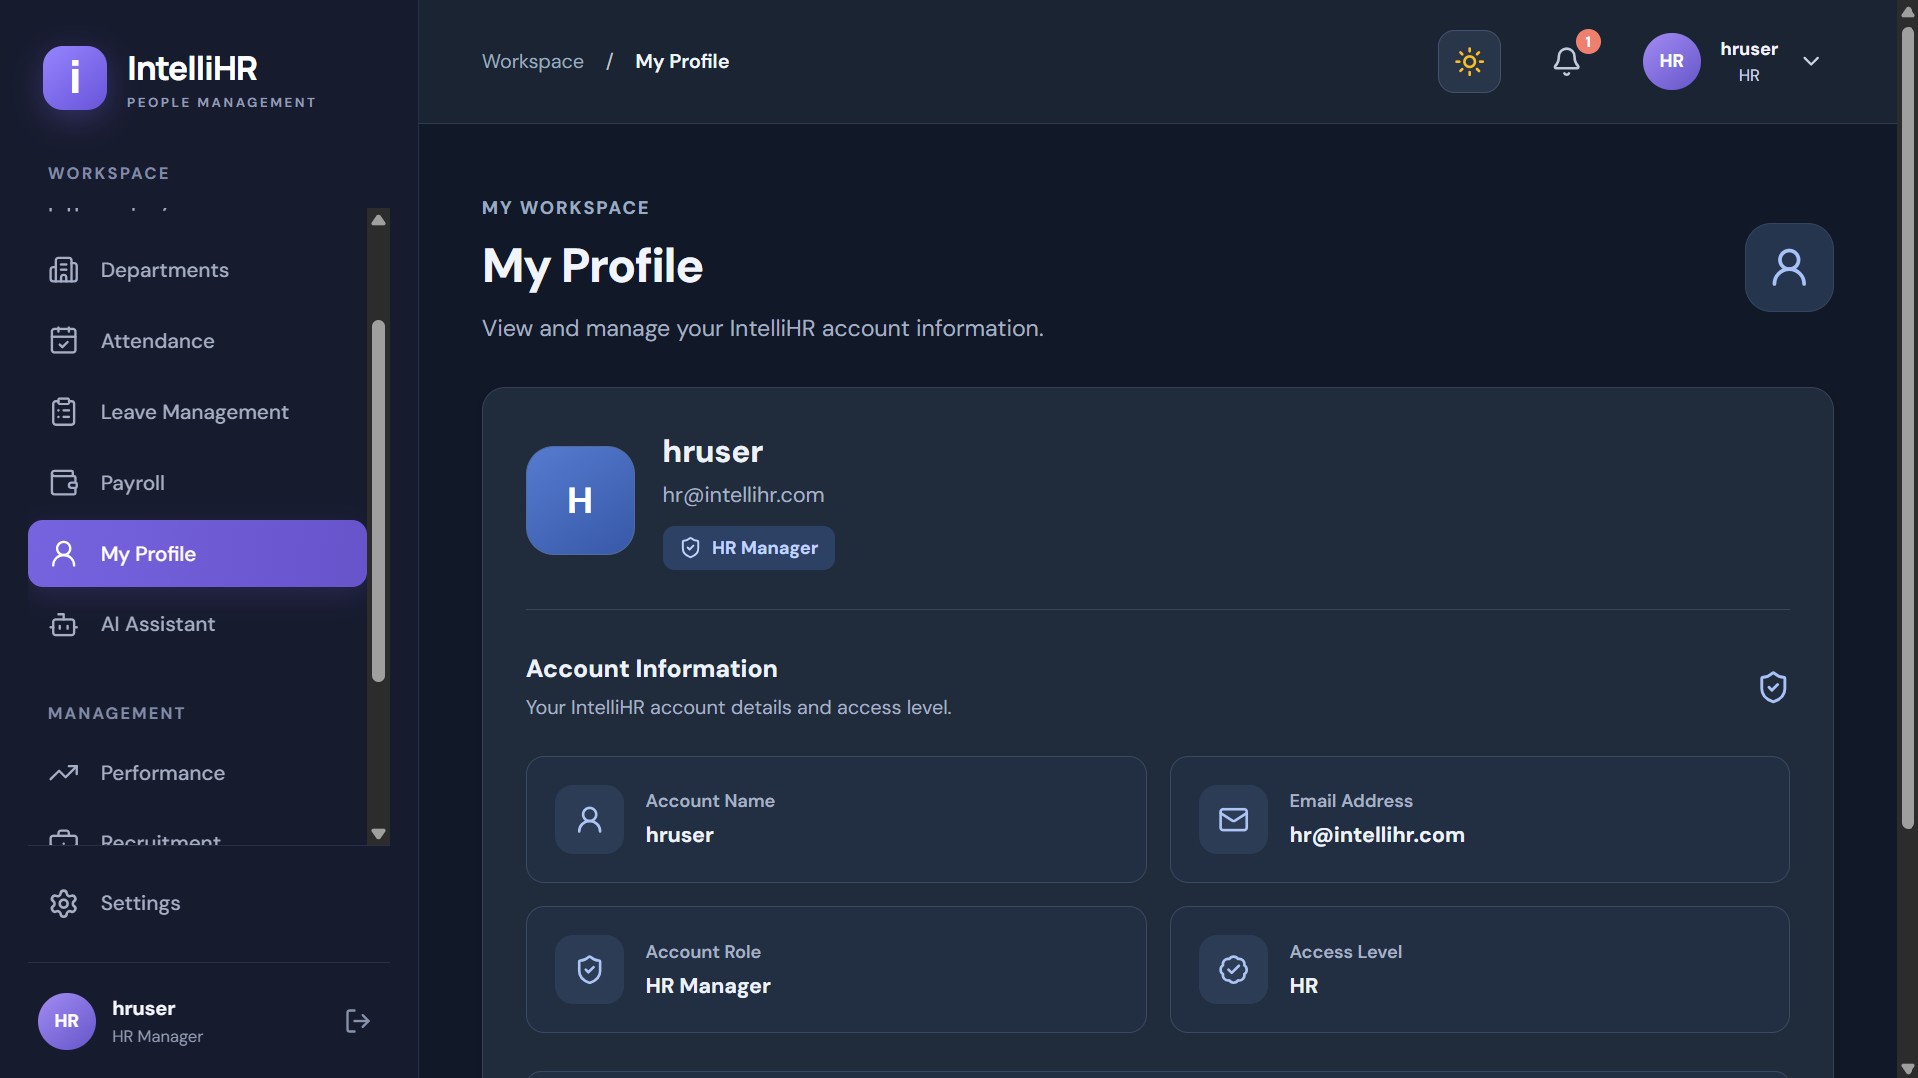 i
IntelliHR
PEOPLE MANAGEMENT
WORKSPACE
Departments
Attendance
Leave Management
Payroll
My Profile
AI Assistant
MANAGEMENT
Performance
Recruitment
Settings
HR
hruser
HR Manager
Workspace / My Profile
1
HR
hruser
HR
MY WORKSPACE
My Profile
View and manage your IntelliHR account information.
H
hruser
hr@intellihr.com
HR Manager
Account Information
Your IntelliHR account details and access level.
Account Name
hruser
Email Address
hr@intellihr.com
Account Role
HR Manager
Access Level
HR